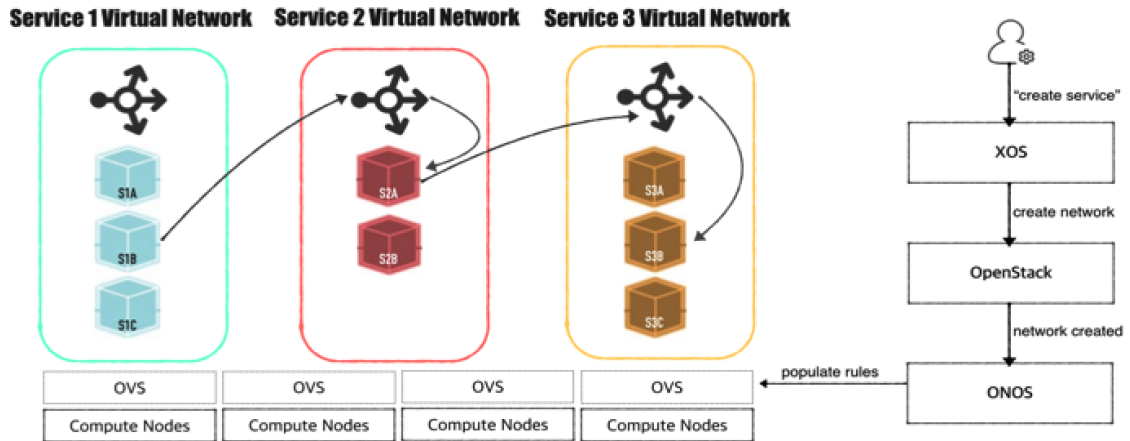 Service 1 Virtual Network
Service 2 Virtual Network
Service 3 Virtual Network
S1A
S1B
S1C
S2A
S2B
S3A
S3B
S3C
OVS
OVS
OVS
OVS
Compute Nodes
Compute Nodes
Compute Nodes
Compute Nodes
“create service”
XOS
create network
OpenStack
network created
ONOS
populate rules